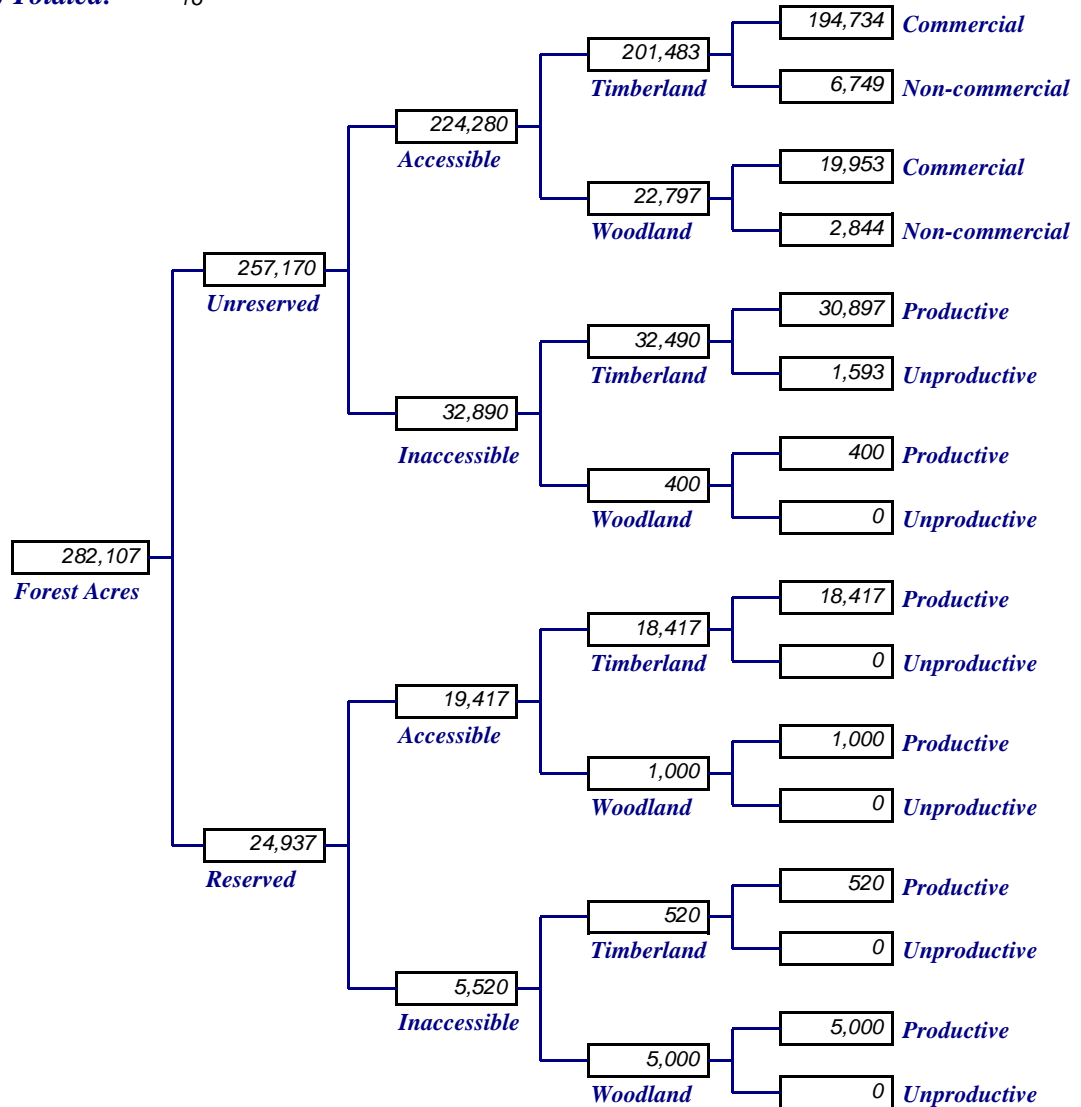 Totaled:
194,734 Commercial
201,483
Timberland
6,749 Non-commercial
224,280
Accessible
19,953 Commercial
22,797
Woodland
2,844 Non-commercial
257,170
Unreserved
30,897 Productive
32,490
Timberland
1,593 Unproductive
32,890
Inaccessible
400 Productive
400
Woodland
0 Unproductive
282,107
Forest Acres
18,417 Productive
18,417
Timberland
0 Unproductive
19,417
Accessible
1,000 Productive
1,000
Woodland
0 Unproductive
24,937
Reserved
520 Productive
520
Timberland
0 Unproductive
5,520
Inaccessible
5,000 Productive
5,000
Woodland
0 Unproductive